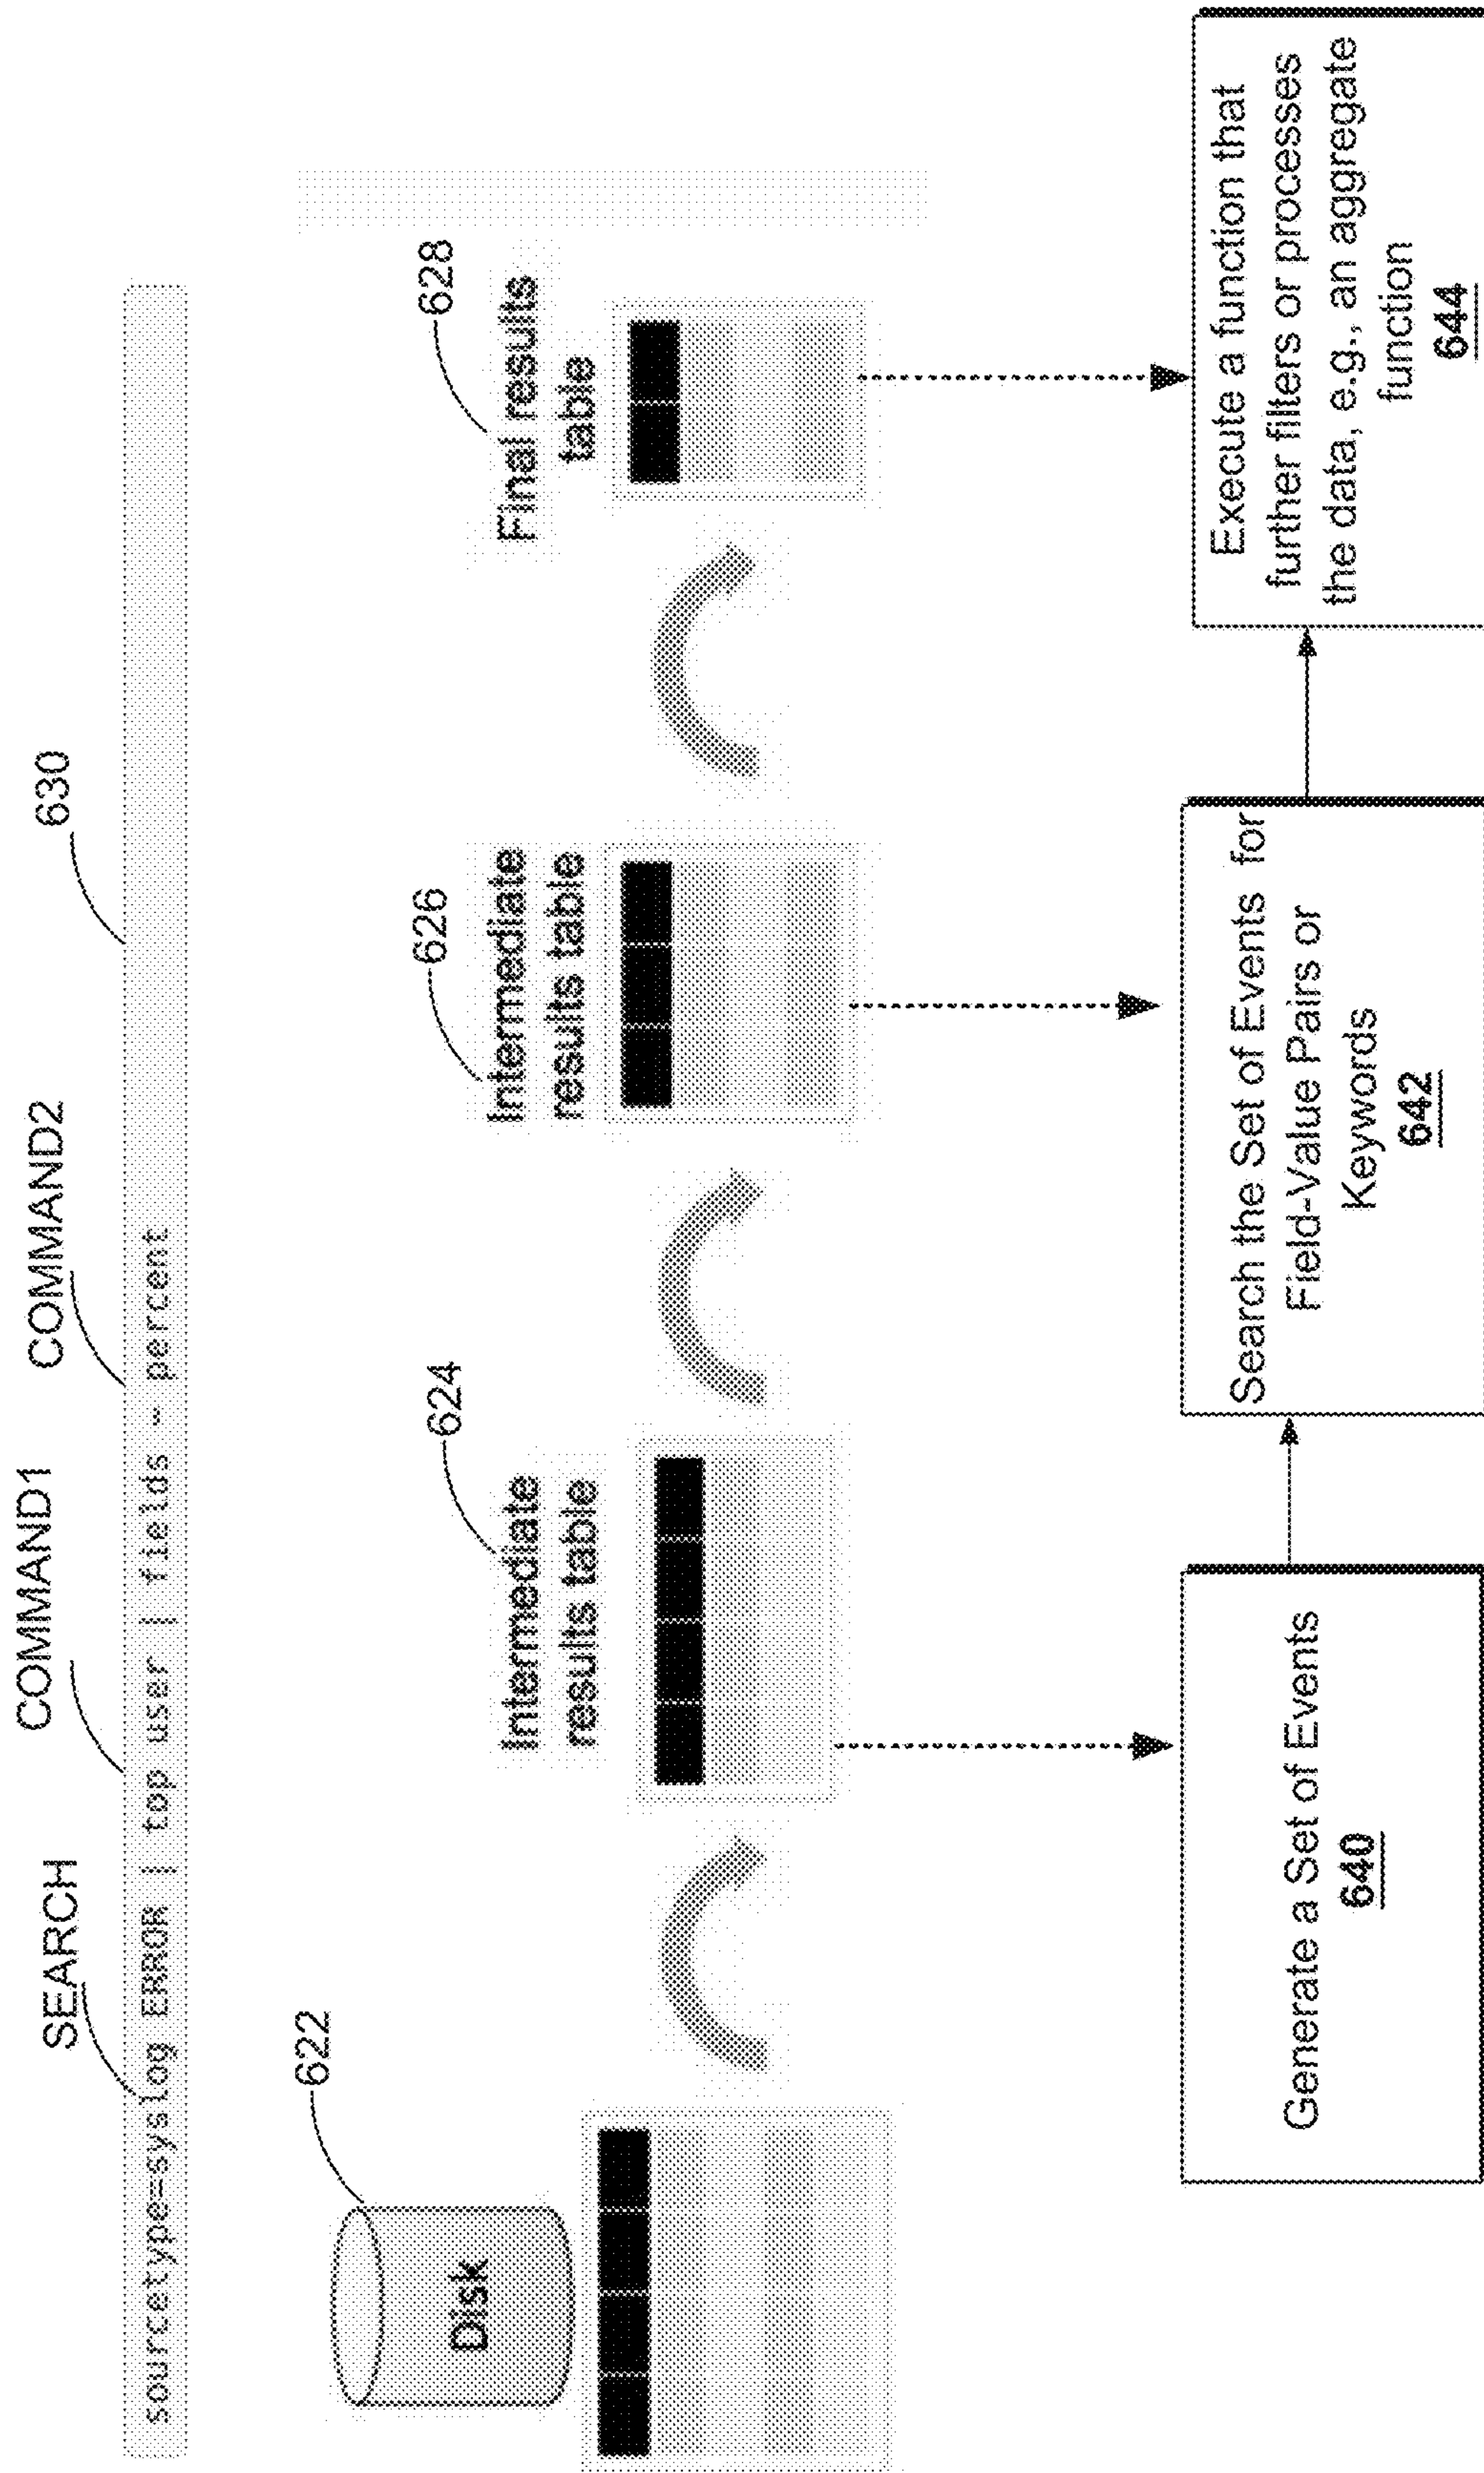 SEARCH
COMMAND1
COMMAND2
630
sourcetype=syslog ERROR | top user | fields – percent
622
Disk
624
Intermediate
results table
626
Intermediate
results table
628
Final results
table
Generate a Set of Events
640
Search the Set of Events for
Field-Value Pairs or
Keywords
642
Execute a function that
further filters or processes
the data, e.g., an aggregate
function
644